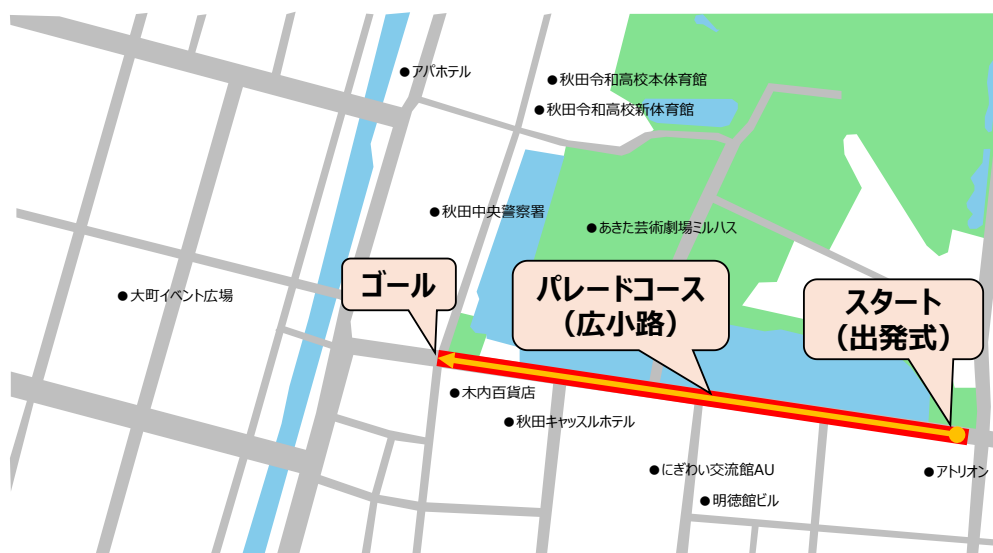 ●アパホテル
●秋田令和高校本体育館
●秋田令和高校新体育館
●秋田中央警察署
●あきた芸術劇場ミルハス
●大町イベント広場
ゴール
パレードコース
（広小路）
スタート
（出発式）
●木内百貨店
●秋田キャッスルホテル
●にぎわい交流館AU
●アトリオン
●明徳館ビル